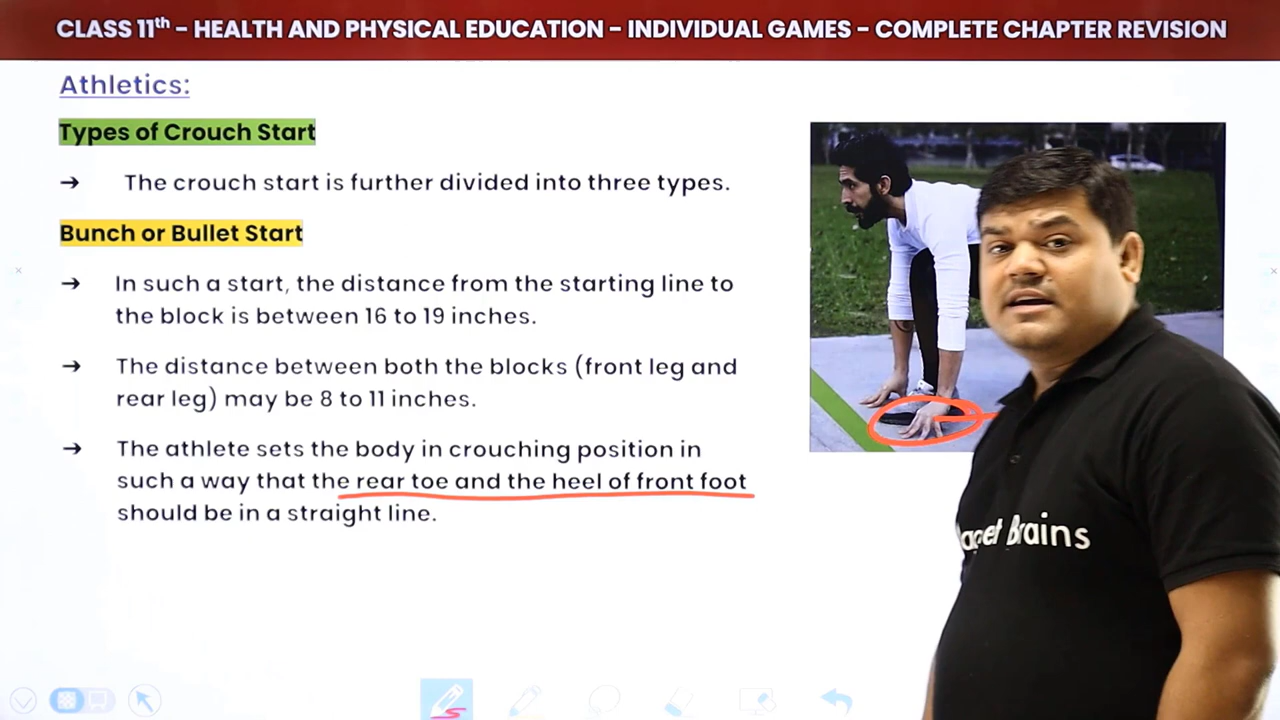 CLASS 11th - HEALTH AND PHYSICAL EDUCATION - INDIVIDUAL GAMES - COMPLETE CHAPTER REVISION
Athletics:
Types of Crouch Start
→ The crouch start is further divided into three types.
Bunch or Bullet Start
→ In such a start, the distance from the starting line to
the block is between 16 to 19 inches.
→ The distance between both the blocks (front leg and
rear leg) may be 8 to 11 inches.
→ The athlete sets the body in crouching position in
such a way that the rear toe and the heel of front foot
should be in a straight line.
Brains